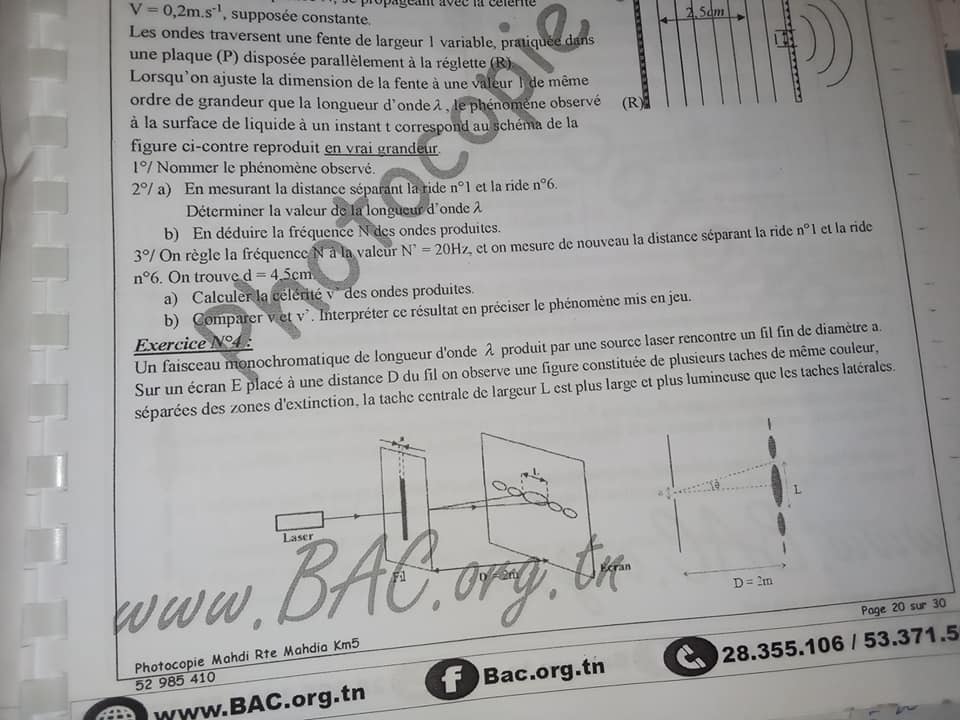 se propageant avec la célérité
V = 0,2m.s⁻¹, supposée constante.
Les ondes traversent une fente de largeur l variable, pratiquée dans
une plaque (P) disposée parallèlement à la réglette (R).
Lorsqu'on ajuste la dimension de la fente à une valeur l de même
ordre de grandeur que la longueur d'onde λ, le phénomène observé
à la surface de liquide à un instant t correspond au schéma de la
figure ci-contre reproduit en vrai grandeur.
2,5cm
(R)
1°/ Nommer le phénomène observé.
2°/ a) En mesurant la distance séparant la ride n°1 et la ride n°6.
Déterminer la valeur de la longueur d'onde λ
b) En déduire la fréquence N des ondes produites.
3°/ On règle la fréquence N à la valeur N' = 20Hz, et on mesure de nouveau la distance séparant la ride n°1 et la ride
n°6. On trouve d = 4,5cm.
a) Calculer la célérité v' des ondes produites.
b) Comparer v et v'. Interpréter ce résultat en préciser le phénomène mis en jeu.
Exercice N°4 :
Un faisceau monochromatique de longueur d'onde λ produit par une source laser rencontre un fil fin de diamètre a.
Sur un écran E placé à une distance D du fil on observe une figure constituée de plusieurs taches de même couleur,
séparées des zones d'extinction, la tache centrale de largeur L est plus large et plus lumineuse que les taches latérales.
a
L
Laser
Fil
D = 2m
Écran
a
θ
L
D = 2m
Photocopie
www.BAC.org.tn
Page 20 sur 30
Photocopie Mahdi Rte Mahdia Km5
52 985 410
www.BAC.org.tn
Bac.org.tn
28.355.106 / 53.371.5